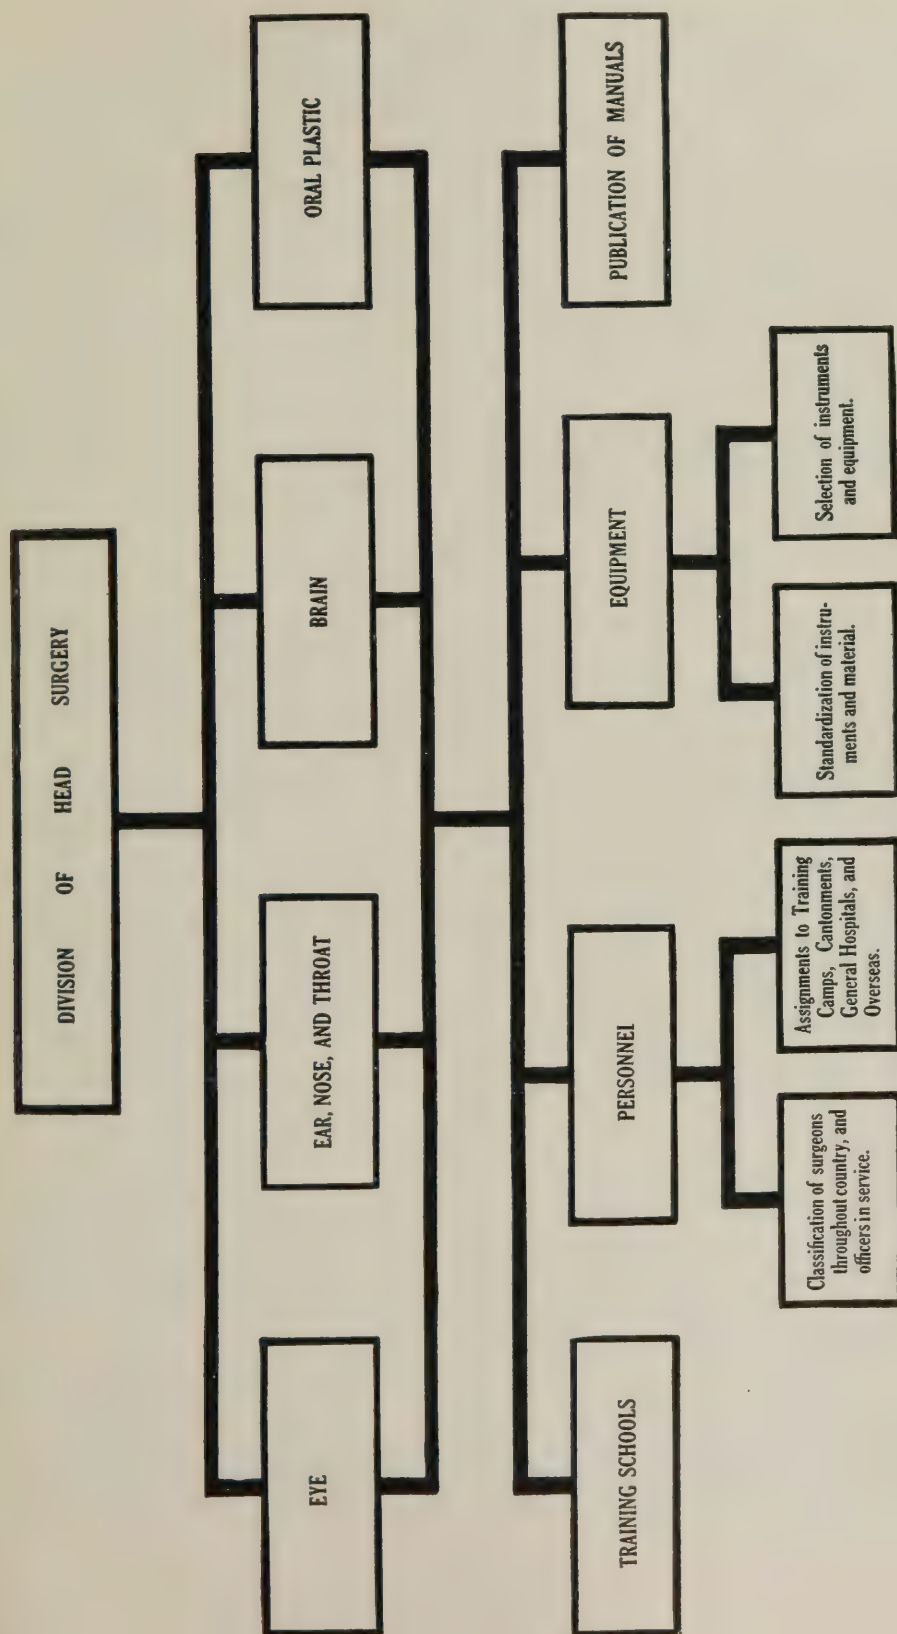 DIVISION OF HEAD SURGERY
EYE
EAR, NOSE, AND THROAT
BRAIN
ORAL PLASTIC
TRAINING SCHOOLS
PERSONNEL
EQUIPMENT
PUBLICATION OF MANUALS
Classification of surgeons
throughout country, and
officers in service.
Assignments to Training
Camps, Cantonments,
General Hospitals, and
Overseas.
Standardization of instru-
ments and material.
Selection of instruments
and equipment.